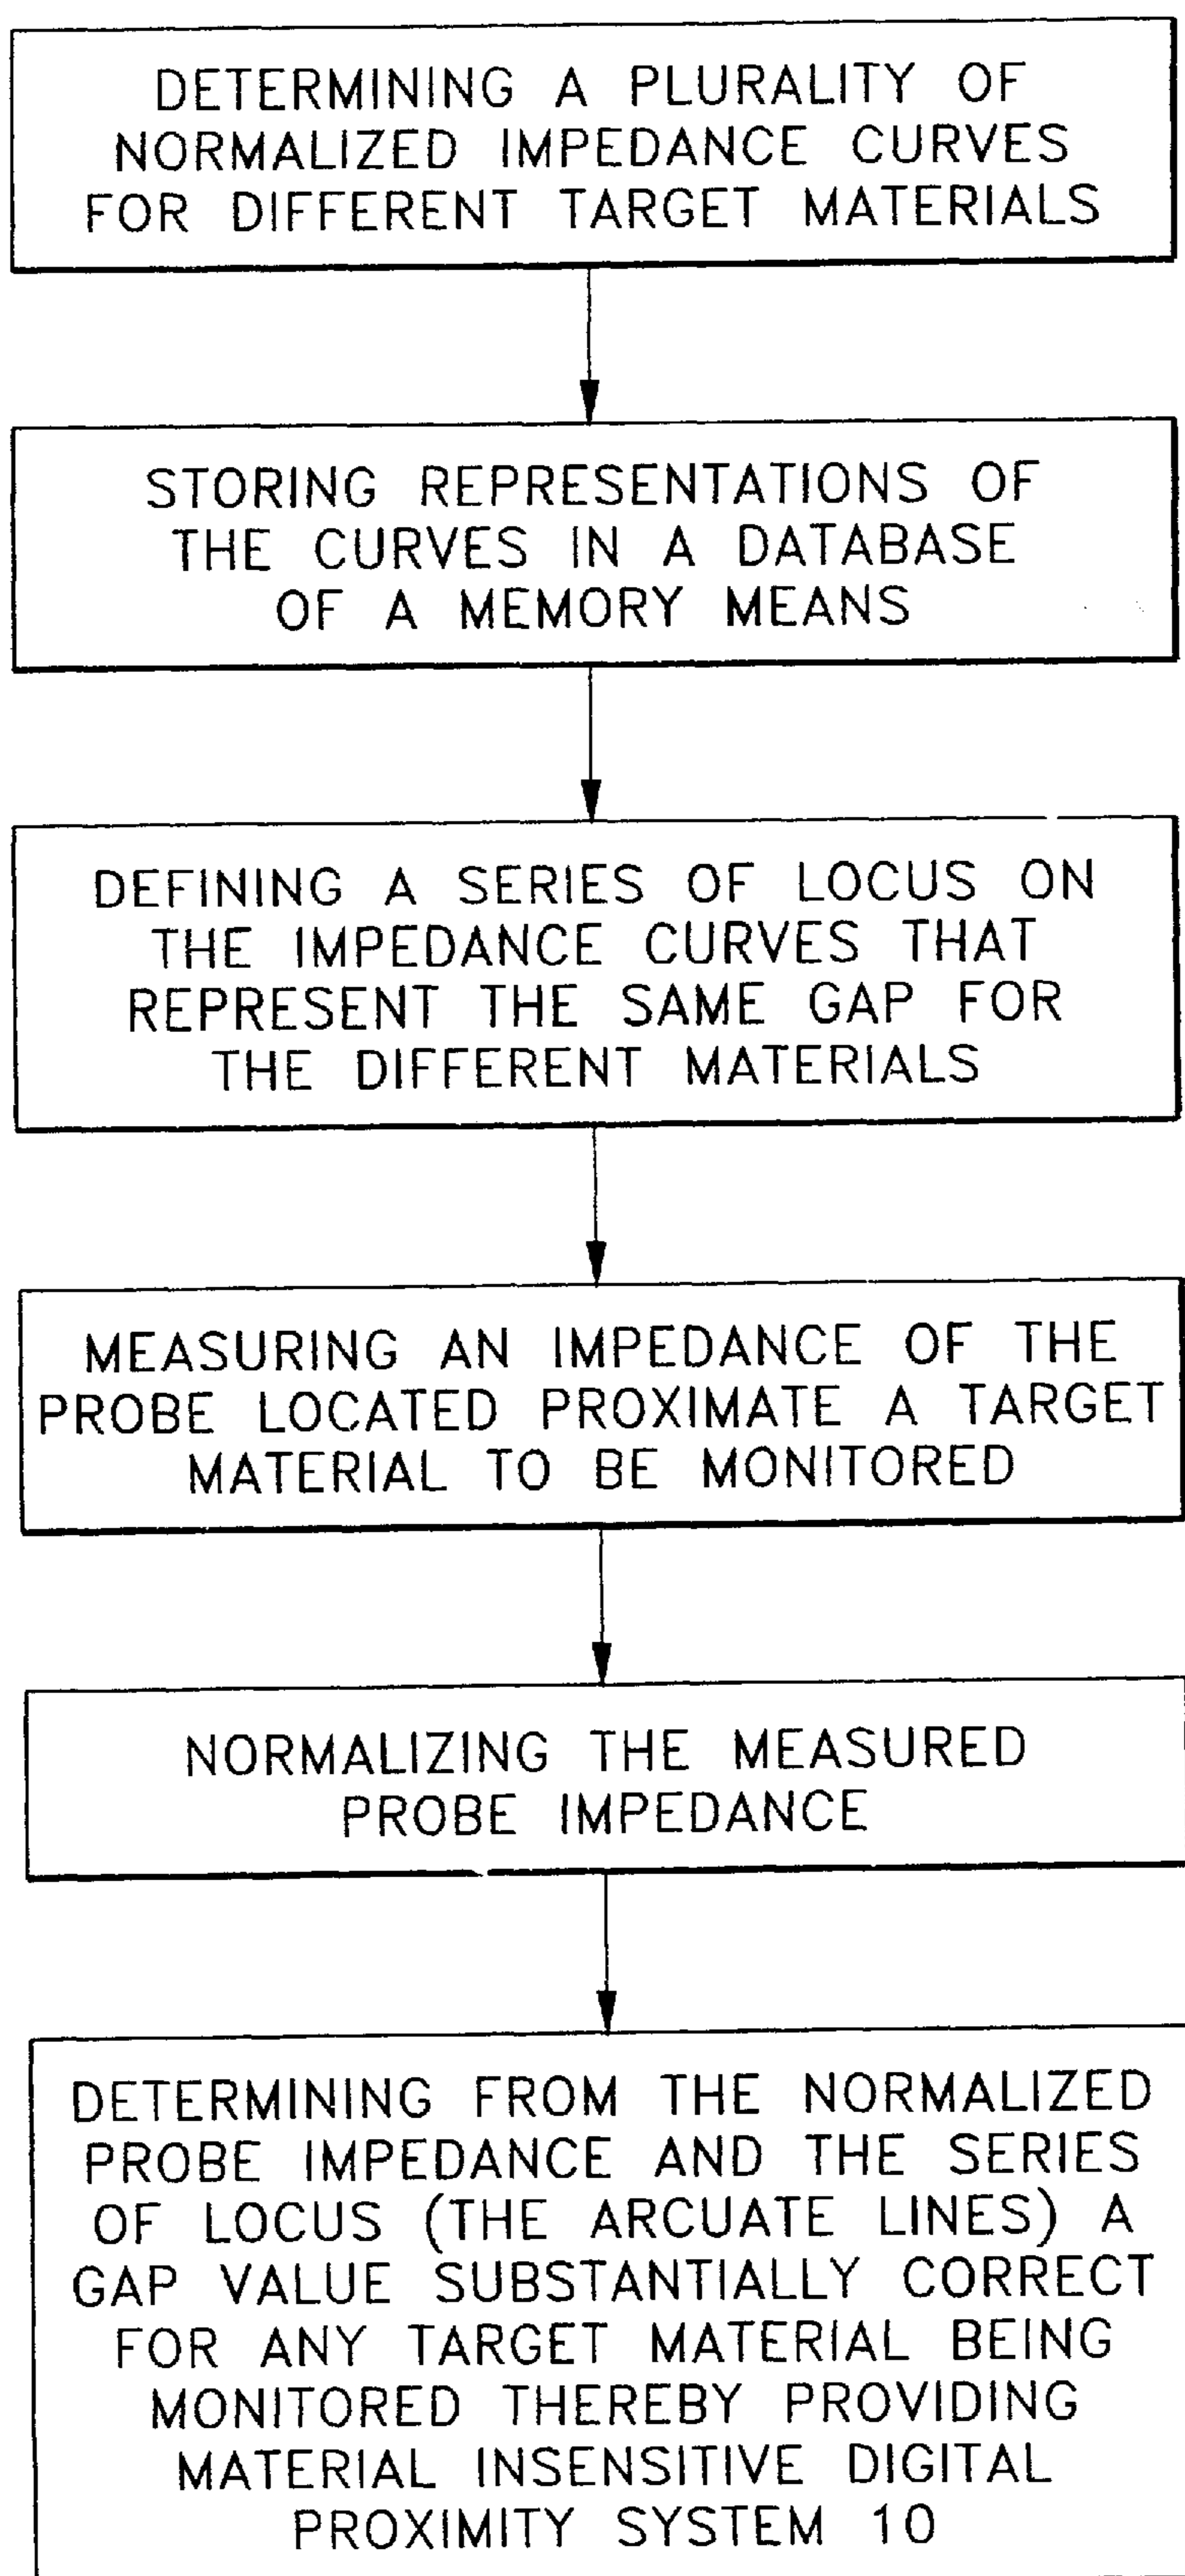 DETERMINING A PLURALITY OF
NORMALIZED IMPEDANCE CURVES
FOR DIFFERENT TARGET MATERIALS
STORING REPRESENTATIONS OF
THE CURVES IN A DATABASE
OF A MEMORY MEANS
DEFINING A SERIES OF LOCUS ON
THE IMPEDANCE CURVES THAT
REPRESENT THE SAME GAP FOR
THE DIFFERENT MATERIALS
MEASURING AN IMPEDANCE OF THE
PROBE LOCATED PROXIMATE A TARGET
MATERIAL TO BE MONITORED
NORMALIZING THE MEASURED
PROBE IMPEDANCE
DETERMINING FROM THE NORMALIZED
PROBE IMPEDANCE AND THE SERIES
OF LOCUS (THE ARCUATE LINES) A
GAP VALUE SUBSTANTIALLY CORRECT
FOR ANY TARGET MATERIAL BEING
MONITORED THEREBY PROVIDING
MATERIAL INSENSITIVE DIGITAL
PROXIMITY SYSTEM 10